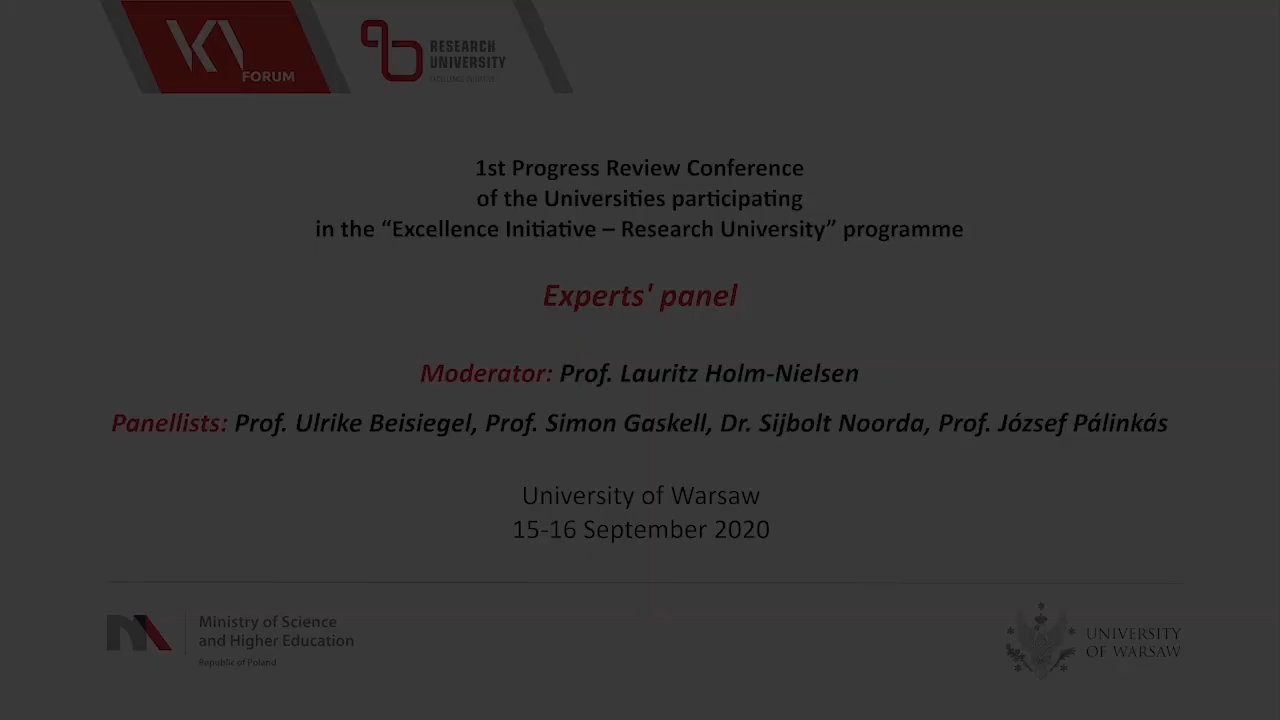 FORUM
RESEARCH
UNIVERSITY
EXCELLENCE INITIATIVE
1st Progress Review Conference
of the Universities participating
in the “Excellence Initiative – Research University” programme
Experts' panel
Moderator: Prof. Lauritz Holm-Nielsen
Panellists: Prof. Ulrike Beisiegel, Prof. Simon Gaskell, Dr. Sijbolt Noorda, Prof. József Pálinkás
University of Warsaw
15-16 September 2020
Ministry of Science
and Higher Education
Republic of Poland
UNIVERSITY
OF WARSAW